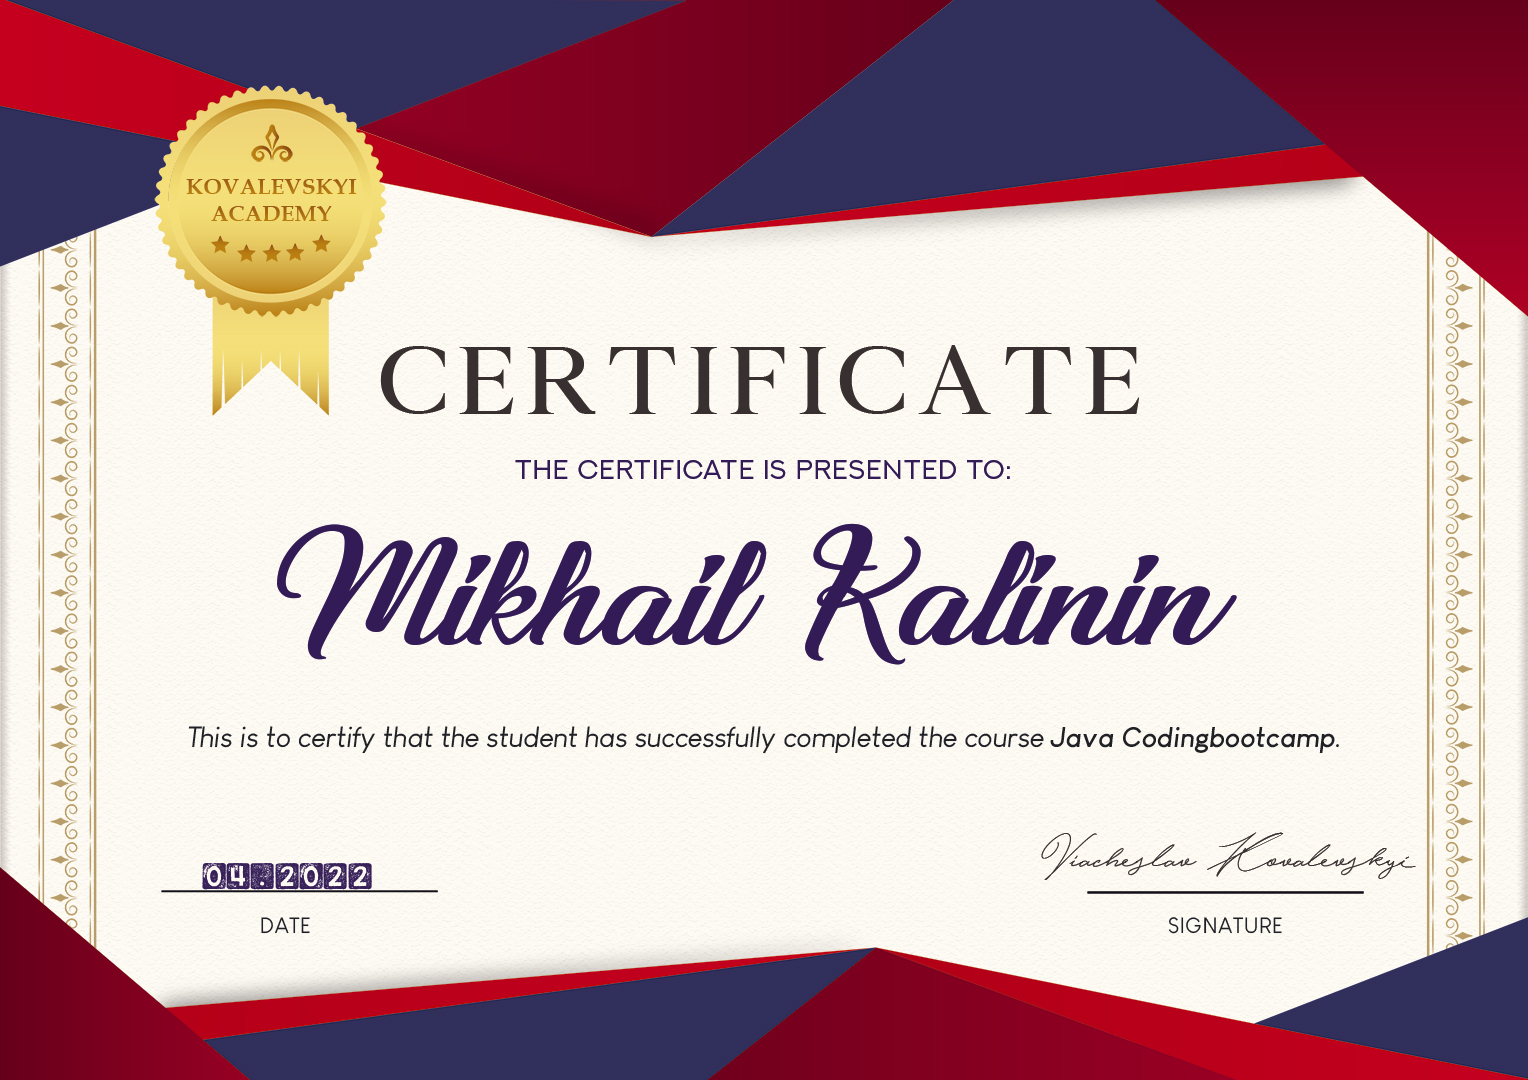 KOVALEVSKYI
ACADEMY
CERTIFICATE
THE CERTIFICATE IS PRESENTED TO:
Mikhail Kalinin
This is to certify that the student has successfully completed the course Java Codingbootcamp.
04.2022
DATE
Viacheslav Kovalevskyi
SIGNATURE